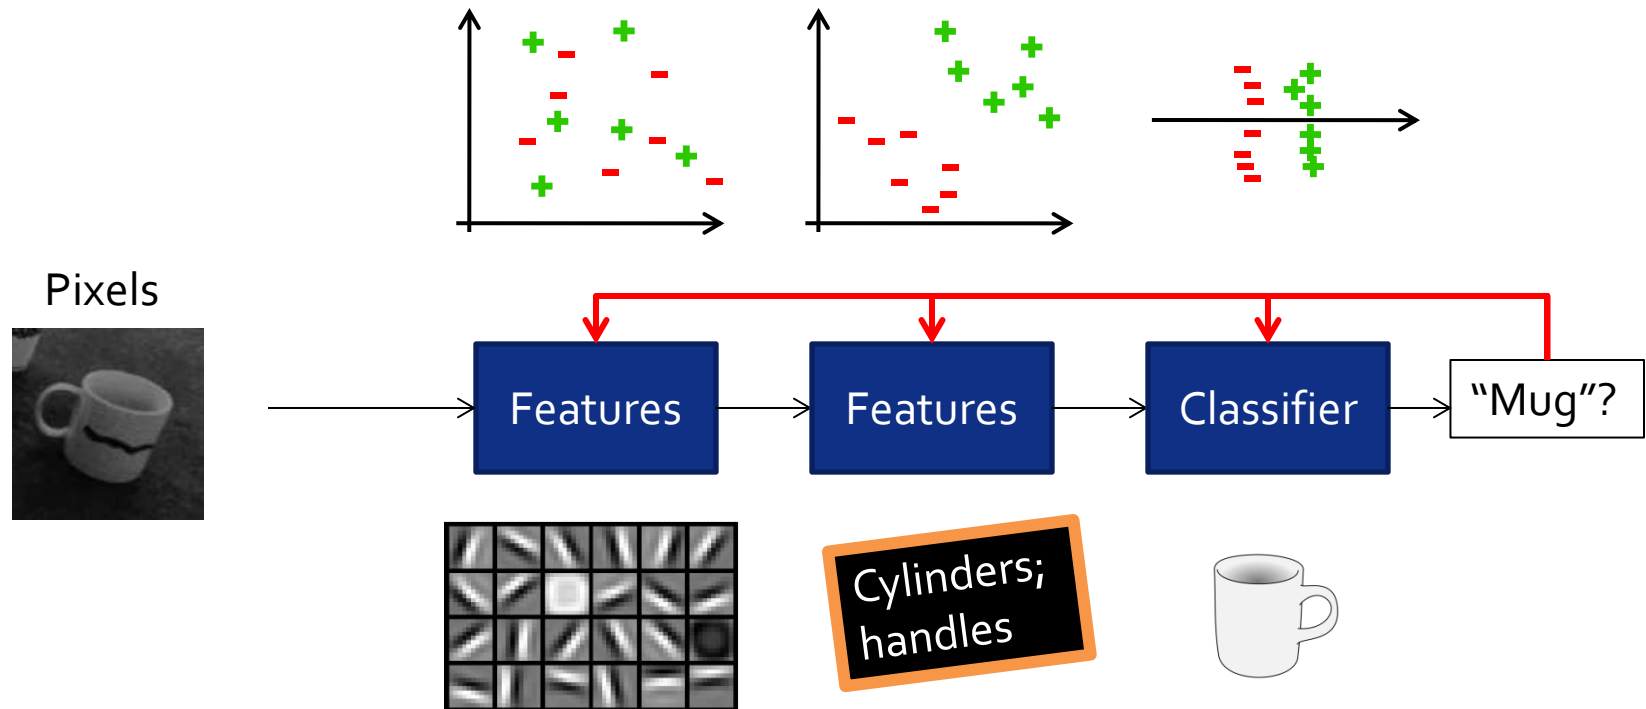 Pixels
Features
Features
Classifier
“Mug”?
Cylinders;
handles